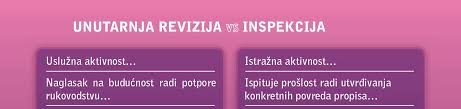 UNUTARNJA REVIZIJA vs INSPEKCIJA
Uslužna aktivnost…
Naglasak na budućnost radi potpore
rukovodstvu…
Istražna aktivnost…
Ispituje prošlost radi utvrđivanja
konkretnih povreda propisa…